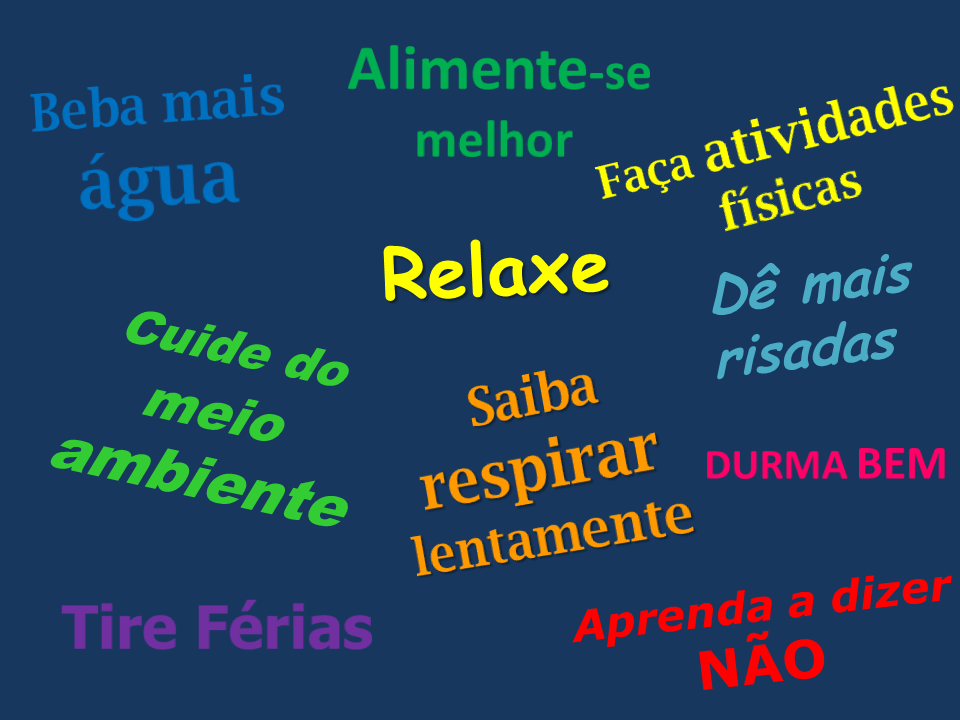 Beba mais
água
Alimente-se
melhor
Faça atividades
físicas
Relaxe
Dê mais
risadas
Cuide do
meio
ambiente
Saiba
respirar
lentamente
DURMA BEM
Tire Férias
Aprenda a dizer
NÃO